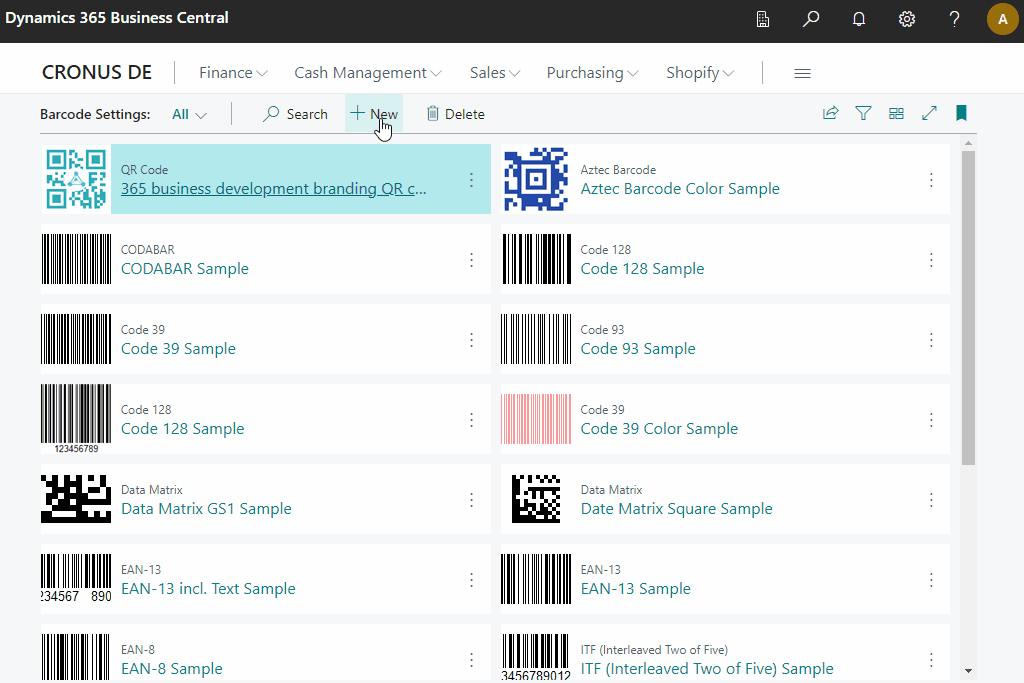 Dynamics 365 Business Central
A
CRONUS DE
Finance
Cash Management
Sales
Purchasing
Shopify
Barcode Settings:
All
Search
New
Delete
QR Code
365 business development branding QR c...
Aztec Barcode
Aztec Barcode Color Sample
CODABAR
CODABAR Sample
Code 128
Code 128 Sample
Code 39
Code 39 Sample
Code 93
Code 93 Sample
123456789
Code 128
Code 128 Sample
Code 39
Code 39 Color Sample
Data Matrix
Data Matrix GS1 Sample
Data Matrix
Date Matrix Square Sample
234567 890
EAN-13
EAN-13 incl. Text Sample
EAN-13
EAN-13 Sample
EAN-8
EAN-8 Sample
3456789012
ITF (Interleaved Two of Five)
ITF (Interleaved Two of Five) Sample